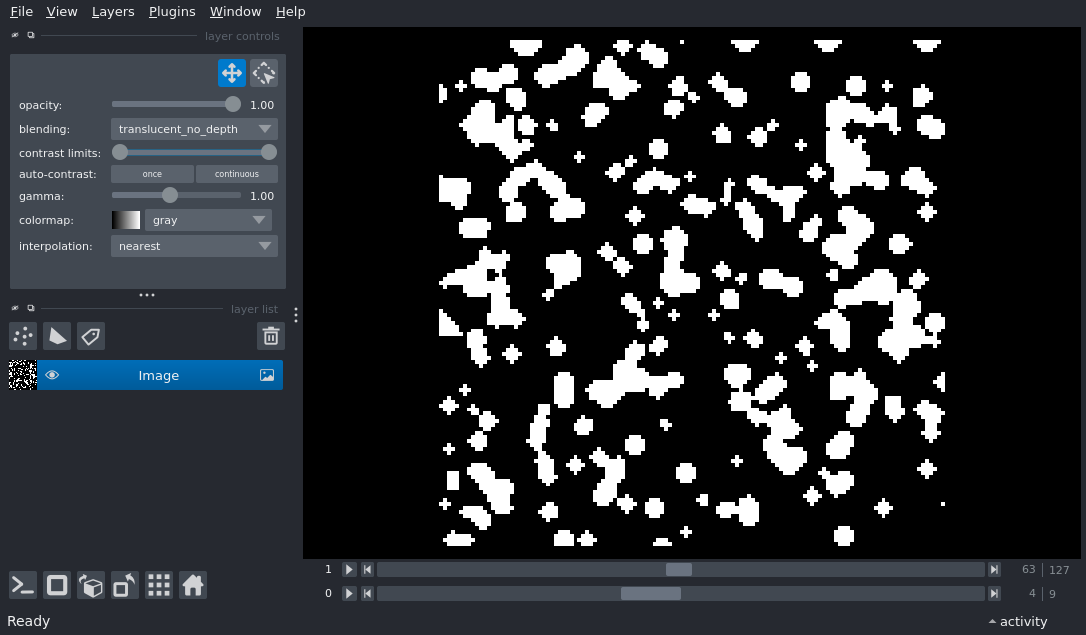 File View Layers Plugins Window Help
layer controls
opacity: 1.00
blending: translucent_no_depth
contrast limits:
auto-contrast: once continuous
gamma: 1.00
colormap: gray
interpolation: nearest
layer list
Image
1 63 127
0 4 9
Ready activity